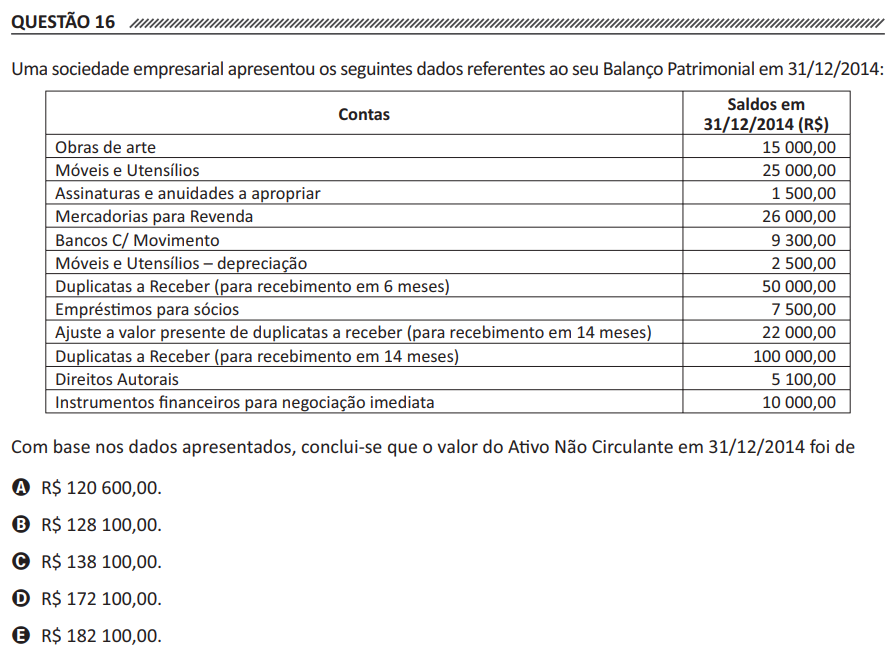 QUESTÃO 16
Uma sociedade empresarial apresentou os seguintes dados referentes ao seu Balanço Patrimonial em 31/12/2014:
Contas Saldos em 31/12/2014 (R$)
Obras de arte 15 000,00
Móveis e Utensílios 25 000,00
Assinaturas e anuidades a apropriar 1 500,00
Mercadorias para Revenda 26 000,00
Bancos C/ Movimento 9 300,00
Móveis e Utensílios – depreciação 2 500,00
Duplicatas a Receber (para recebimento em 6 meses) 50 000,00
Empréstimos para sócios 7 500,00
Ajuste a valor presente de duplicatas a receber (para recebimento em 14 meses) 22 000,00
Duplicatas a Receber (para recebimento em 14 meses) 100 000,00
Direitos Autorais 5 100,00
Instrumentos financeiros para negociação imediata 10 000,00
Com base nos dados apresentados, conclui-se que o valor do Ativo Não Circulante em 31/12/2014 foi de
A R$ 120 600,00.
B R$ 128 100,00.
C R$ 138 100,00.
D R$ 172 100,00.
E R$ 182 100,00.